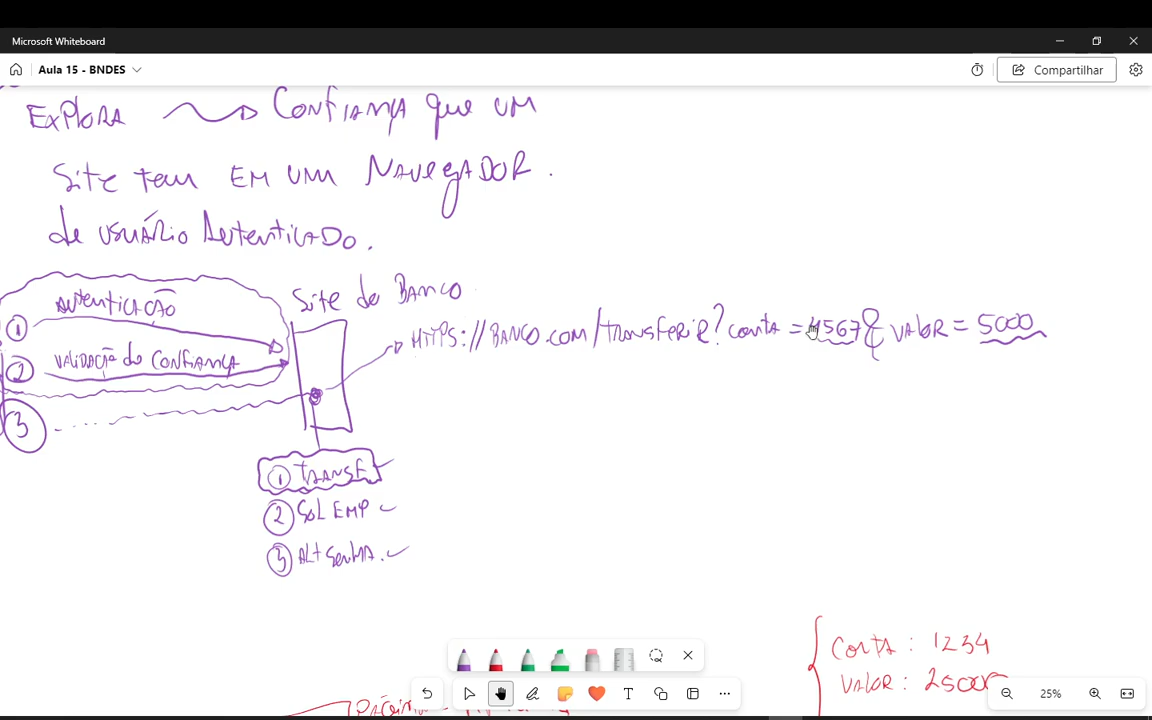 Microsoft Whiteboard
Aula 15 - BNDES
Compartilhar
EXPLORA CONFIANÇA que um
Site tem EM UM NAVEGADOR.
de usuário Autenticado.
Site do BANCO
AUTENTICAÇÃO
1
HTTPS://BANCO.COM/TRANSFERIR?conta=4567& VALOR = 5000
2 VALIDAÇÃO de CONFIANÇA
3
1 TRANSF
2 SOL EMP
3 ALT SENHA.
CONTA : 1234
VALOR : 25000
25%